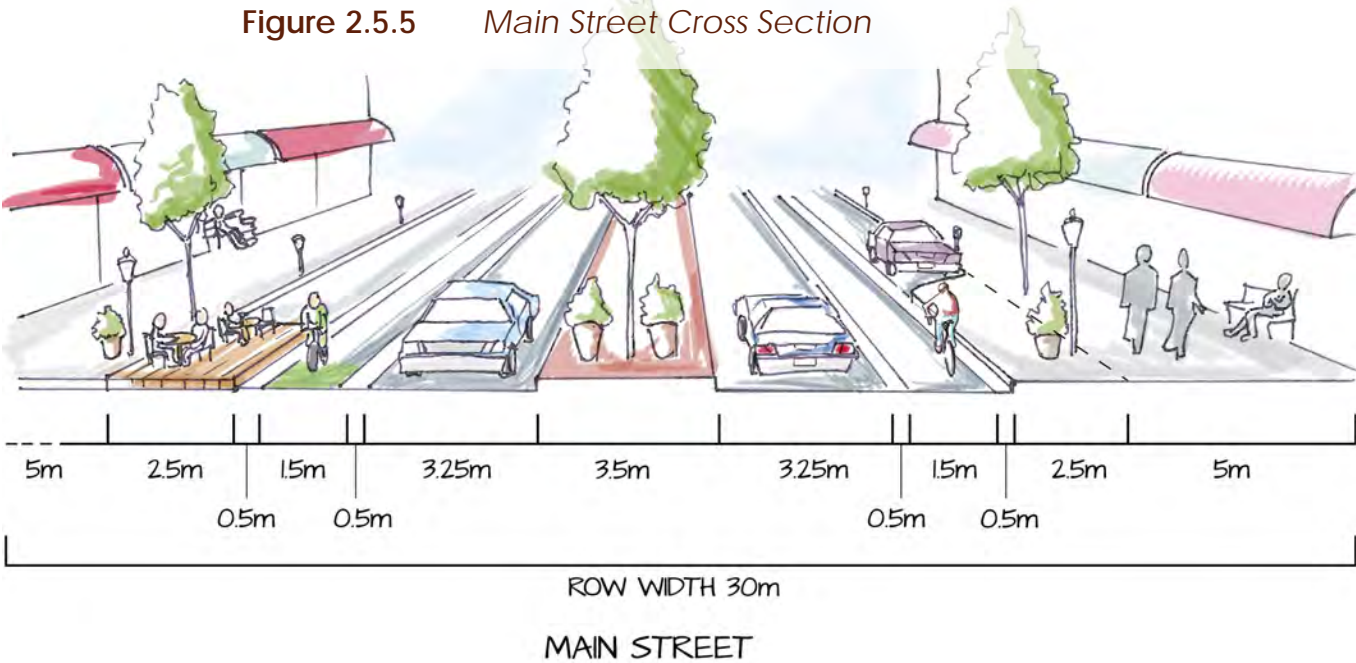 Figure 2.5.5 Main Street Cross Section
5m 2.5m 1.5m 3.25m 3.5m 3.25m 1.5m 2.5m 5m
0.5m 0.5m 0.5m 0.5m
ROW WIDTH 30m
MAIN STREET